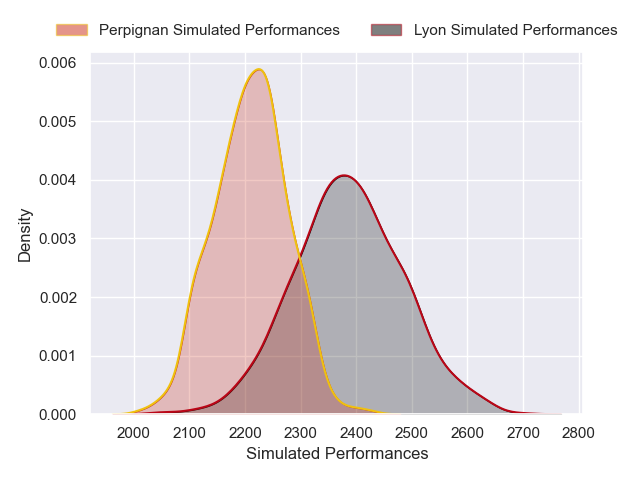 Perpignan Simulated Performances Lyon Simulated Performances
0.006
0.005
0.004
0.003
0.002
0.001
0.000
Density
2000 2100 2200 2300 2400 2500 2600 2700 2800
Simulated Performances